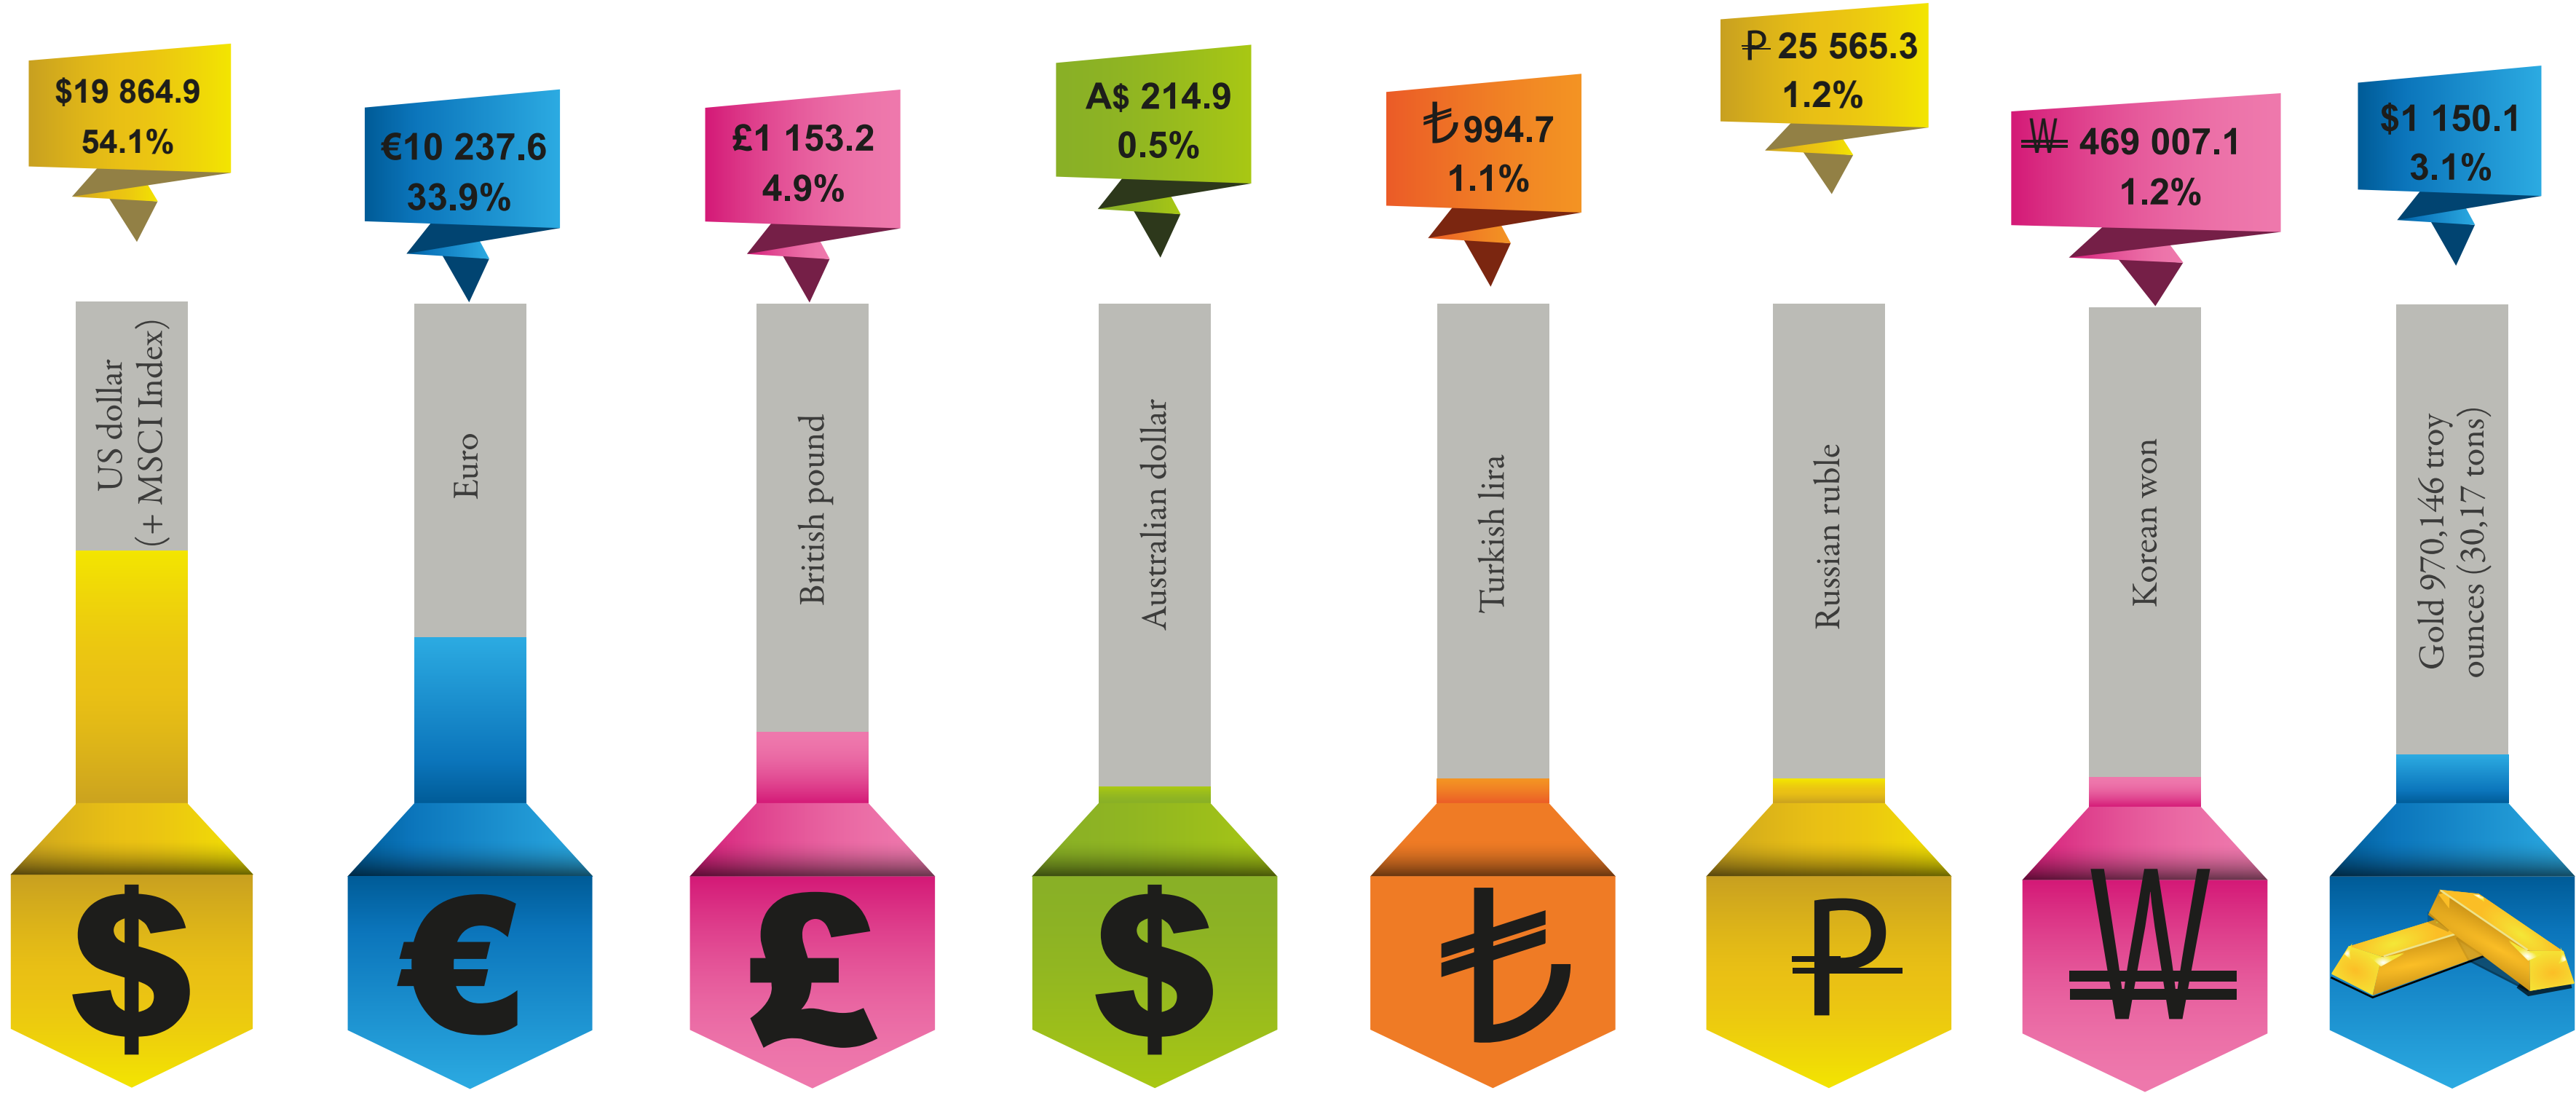 $19 864.9
54.1%
US dollar
(+ MSCI Index)
$
€10 237.6
33.9%
Euro
€
£1 153.2
4.9%
British pound
£
A$ 214.9
0.5%
Australian dollar
$
₺994.7
1.1%
Turkish lira
₺
₽ 25 565.3
1.2%
Russian ruble
₽
₩ 469 007.1
1.2%
Korean won
₩
$1 150.1
3.1%
Gold 970,146 troy
ounces (30,17 tons)